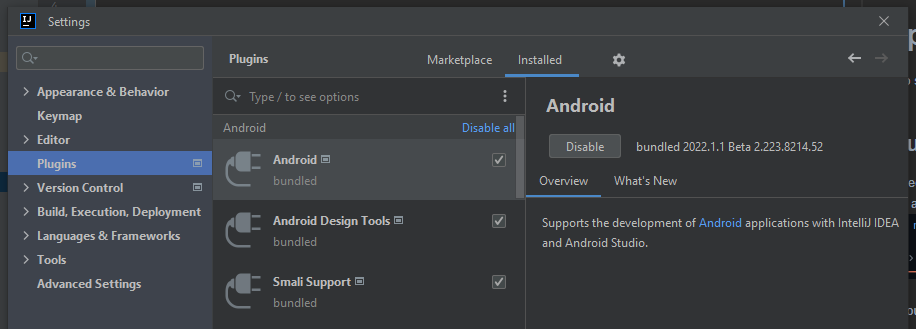 IJ
Settings
Plugins
Marketplace
Installed
Appearance & Behavior
Keymap
Editor
Plugins
Version Control
Build, Execution, Deployment
Languages & Frameworks
Tools
Advanced Settings
Type / to see options
Android
Disable all
Android
bundled
Android Design Tools
bundled
Smali Support
bundled
Android
Disable
bundled 2022.1.1 Beta 2.223.8214.52
Overview
What's New
Supports the development of Android applications with IntelliJ IDEA
and Android Studio.